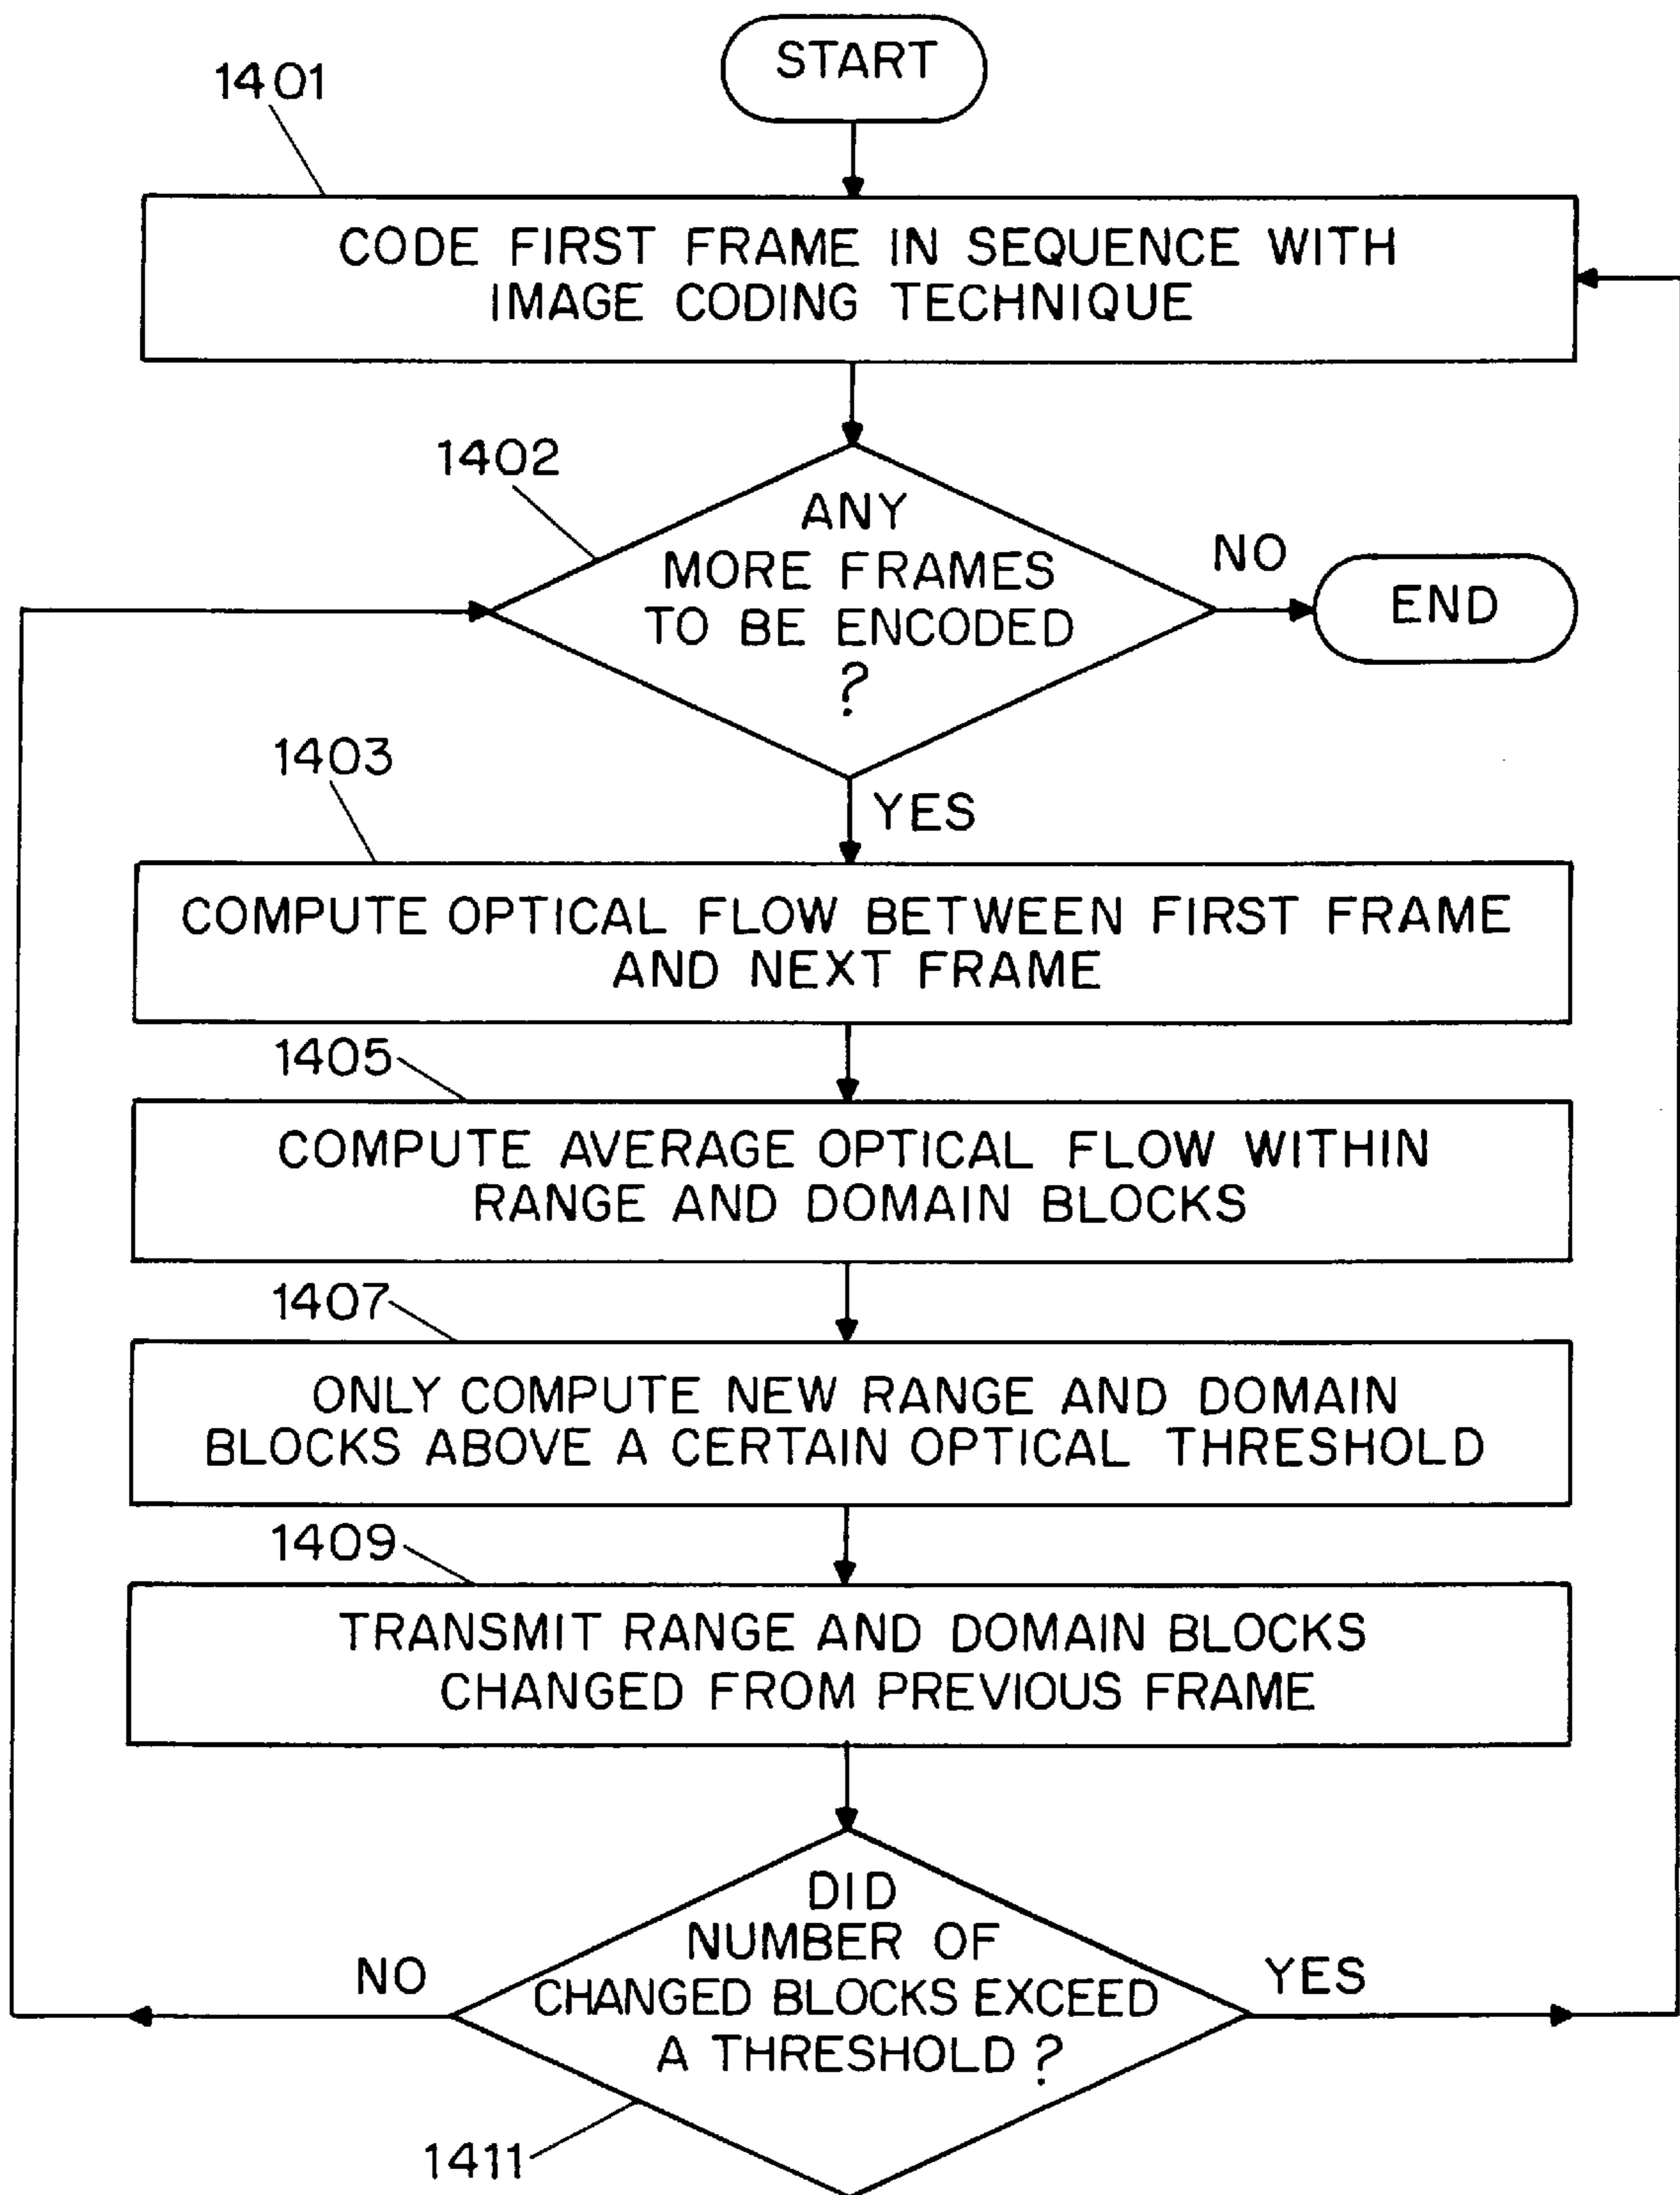 START
1401
CODE FIRST FRAME IN SEQUENCE WITH
IMAGE CODING TECHNIQUE
1402
ANY
MORE FRAMES
TO BE ENCODED
?
NO
END
1403
YES
COMPUTE OPTICAL FLOW BETWEEN FIRST FRAME
AND NEXT FRAME
1405
COMPUTE AVERAGE OPTICAL FLOW WITHIN
RANGE AND DOMAIN BLOCKS
1407
ONLY COMPUTE NEW RANGE AND DOMAIN
BLOCKS ABOVE A CERTAIN OPTICAL THRESHOLD
1409
TRANSMIT RANGE AND DOMAIN BLOCKS
CHANGED FROM PREVIOUS FRAME
DID
NUMBER OF
CHANGED BLOCKS EXCEED
A THRESHOLD ?
NO
YES
1411